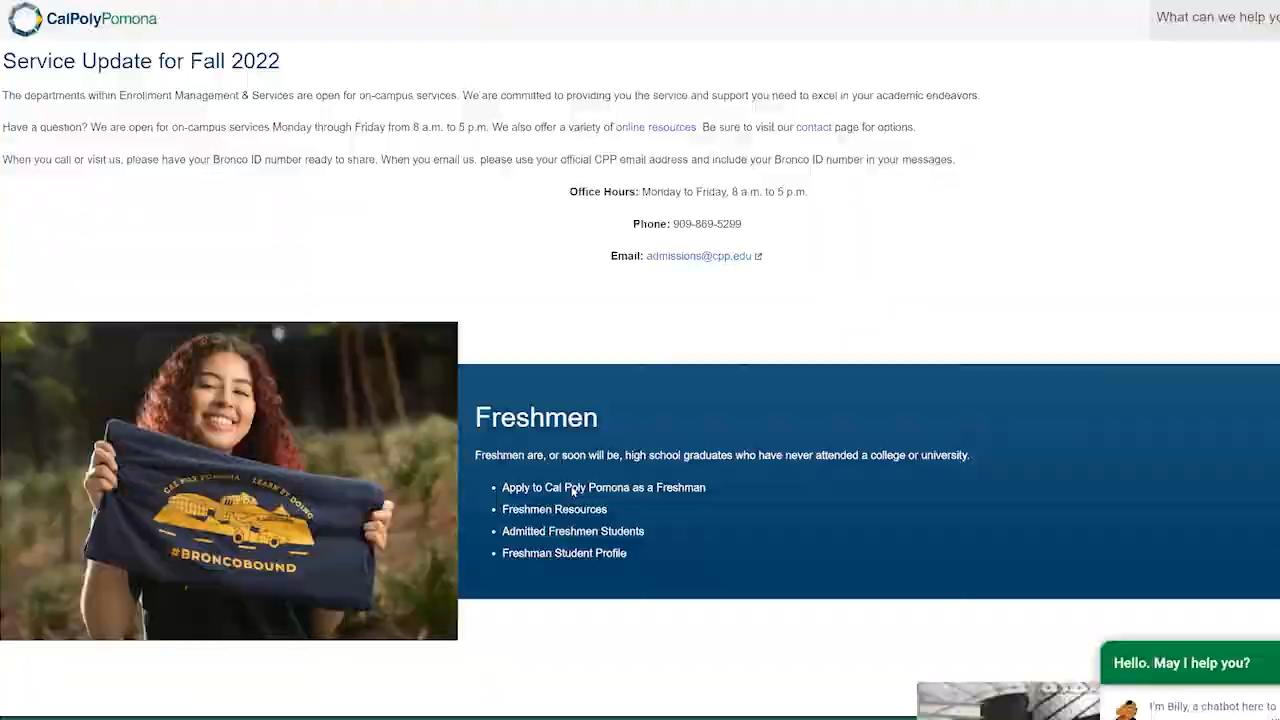 CalPolyPomona
What can we help yo
Service Update for Fall 2022
The departments within Enrollment Management & Services are open for on-campus services. We are committed to providing you the service and support you need to excel in your academic endeavors.
Have a question? We are open for on-campus services Monday through Friday from 8 a.m. to 5 p.m. We also offer a variety of online resources. Be sure to visit our contact page for options.
When you call or visit us, please have your Bronco ID number ready to share. When you email us, please use your official CPP email address and include your Bronco ID number in your messages.
Office Hours: Monday to Friday, 8 a.m. to 5 p.m.
Phone: 909-869-5299
Email: admissions@cpp.edu
CAL POLY POMONA LEARN BY DOING
#BRONCOBOUND
Freshmen
Freshmen are, or soon will be, high school graduates who have never attended a college or university.
• Apply to Cal Poly Pomona as a Freshman
• Freshmen Resources
• Admitted Freshmen Students
• Freshman Student Profile
Hello. May I help you?
I'm Billy, a chatbot here to